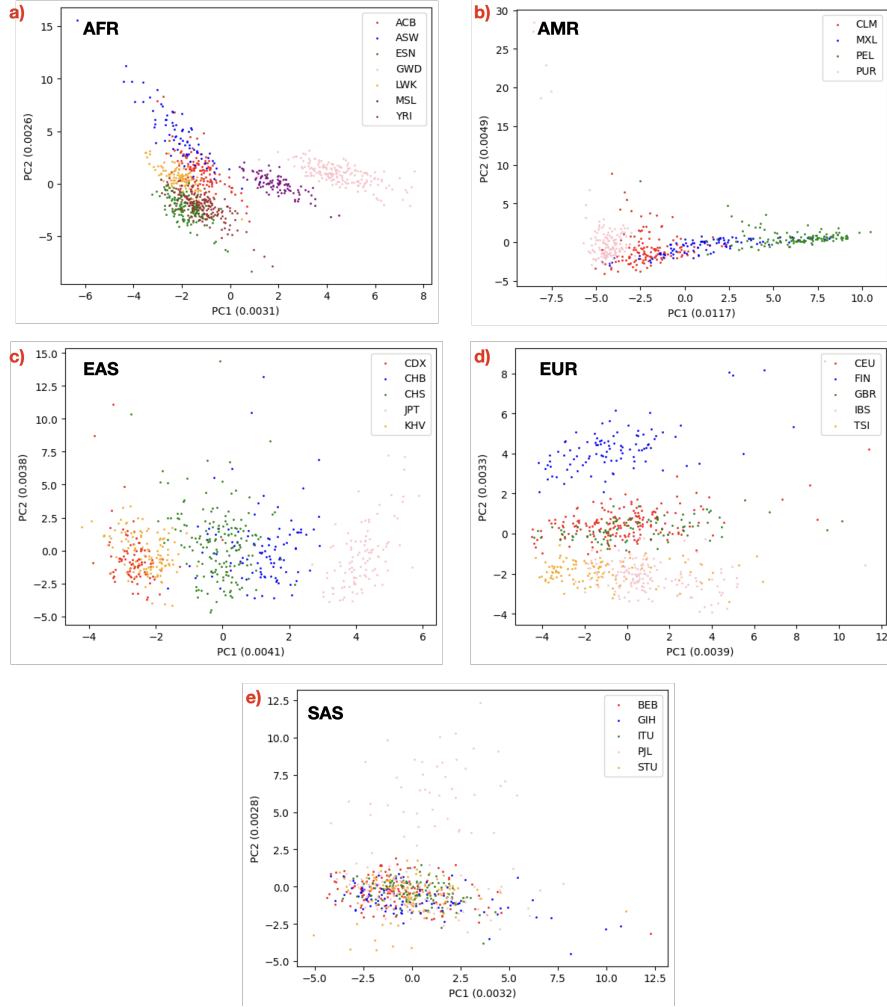 a)
AFR
ACB
ASW
ESN
GWD
LWK
MSL
YRI
15
10
5
0
−5
PC2 (0.0026)
−6
−4
−2
0
2
4
6
8
PC1 (0.0031)
b)
AMR
CLM
MXL
PEL
PUR
30
25
20
15
10
5
0
−5
PC2 (0.0049)
−7.5
−5.0
−2.5
0.0
2.5
5.0
7.5
10.0
PC1 (0.0117)
c)
EAS
CDX
CHB
CHS
JPT
KHV
15.0
12.5
10.0
7.5
5.0
2.5
0.0
−2.5
−5.0
PC2 (0.0038)
−4
−2
0
2
4
6
PC1 (0.0041)
d)
EUR
CEU
FIN
GBR
IBS
TSI
8
6
4
2
0
−2
−4
PC2 (0.0033)
−4
−2
0
2
4
6
8
10
12
PC1 (0.0039)
e)
SAS
BEB
GIH
ITU
PJL
STU
12.5
10.0
7.5
5.0
2.5
0.0
−2.5
−5.0
PC2 (0.0028)
−5.0
−2.5
0.0
2.5
5.0
7.5
10.0
12.5
PC1 (0.0032)